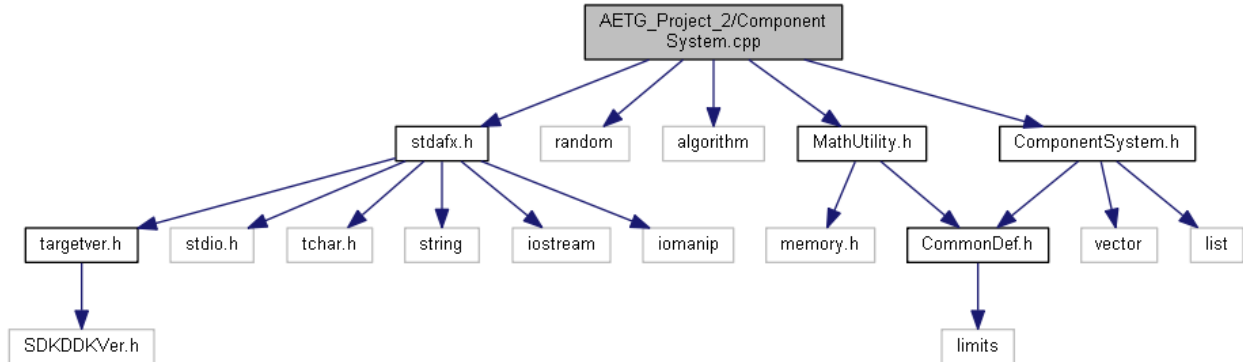 AETG_Project_2/Component
System.cpp
stdafx.h
random
algorithm
MathUtility.h
ComponentSystem.h
targetver.h
stdio.h
tchar.h
string
iostream
iomanip
memory.h
CommonDef.h
vector
list
SDKDDKVer.h
limits